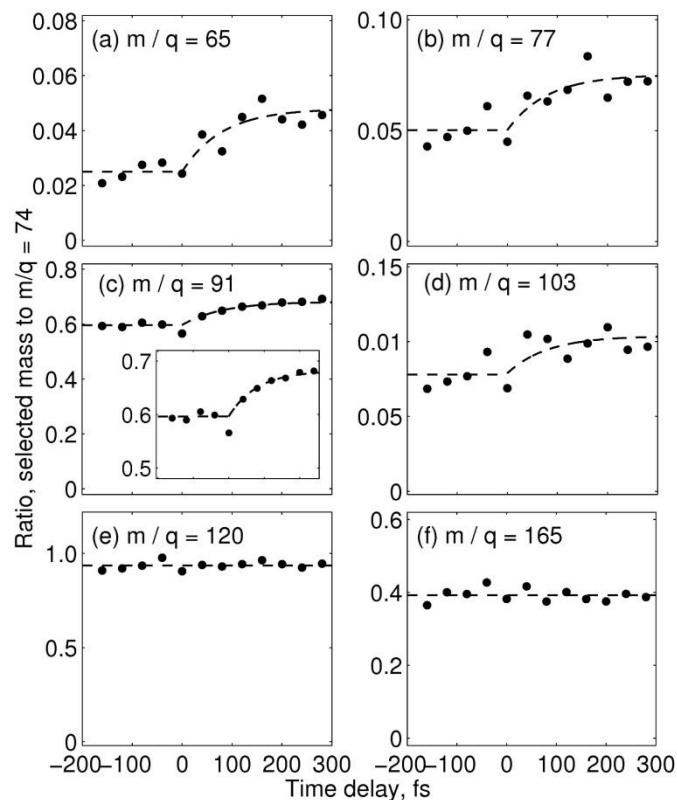 (a) m / q = 65
(b) m / q = 77
0.08
0.06
0.04
0.02
0
0.10
0.05
0
(c) m / q = 91
(d) m / q = 103
0.8
0.6
0.4
0.2
0
0.7
0.6
0.5
0.15
0.01
0.05
0
(e) m / q = 120
(f) m / q = 165
1.0
0.5
0
0.6
0.4
0.2
0
−200 −100 0 100 200 300
−200 −100 0 100 200 300
Time delay, fs
Ratio, selected mass to m/q = 74